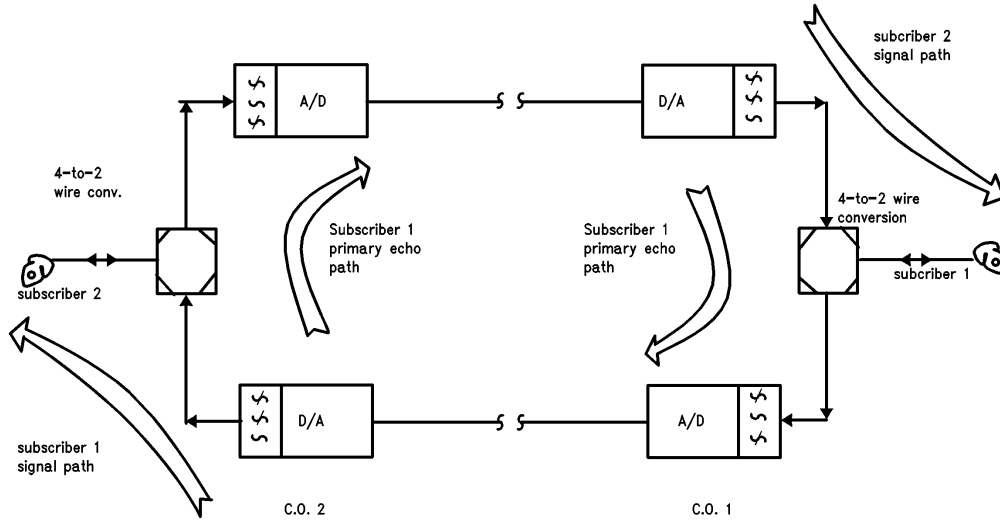 subcriber 2
signal path
A/D
D/A
4-to-2
wire conv.
Subscriber 1
primary echo
path
Subscriber 1
primary echo
path
4-to-2 wire
conversion
subscriber 2
subcriber 1
D/A
A/D
subscriber 1
signal path
C.O. 2
C.O. 1